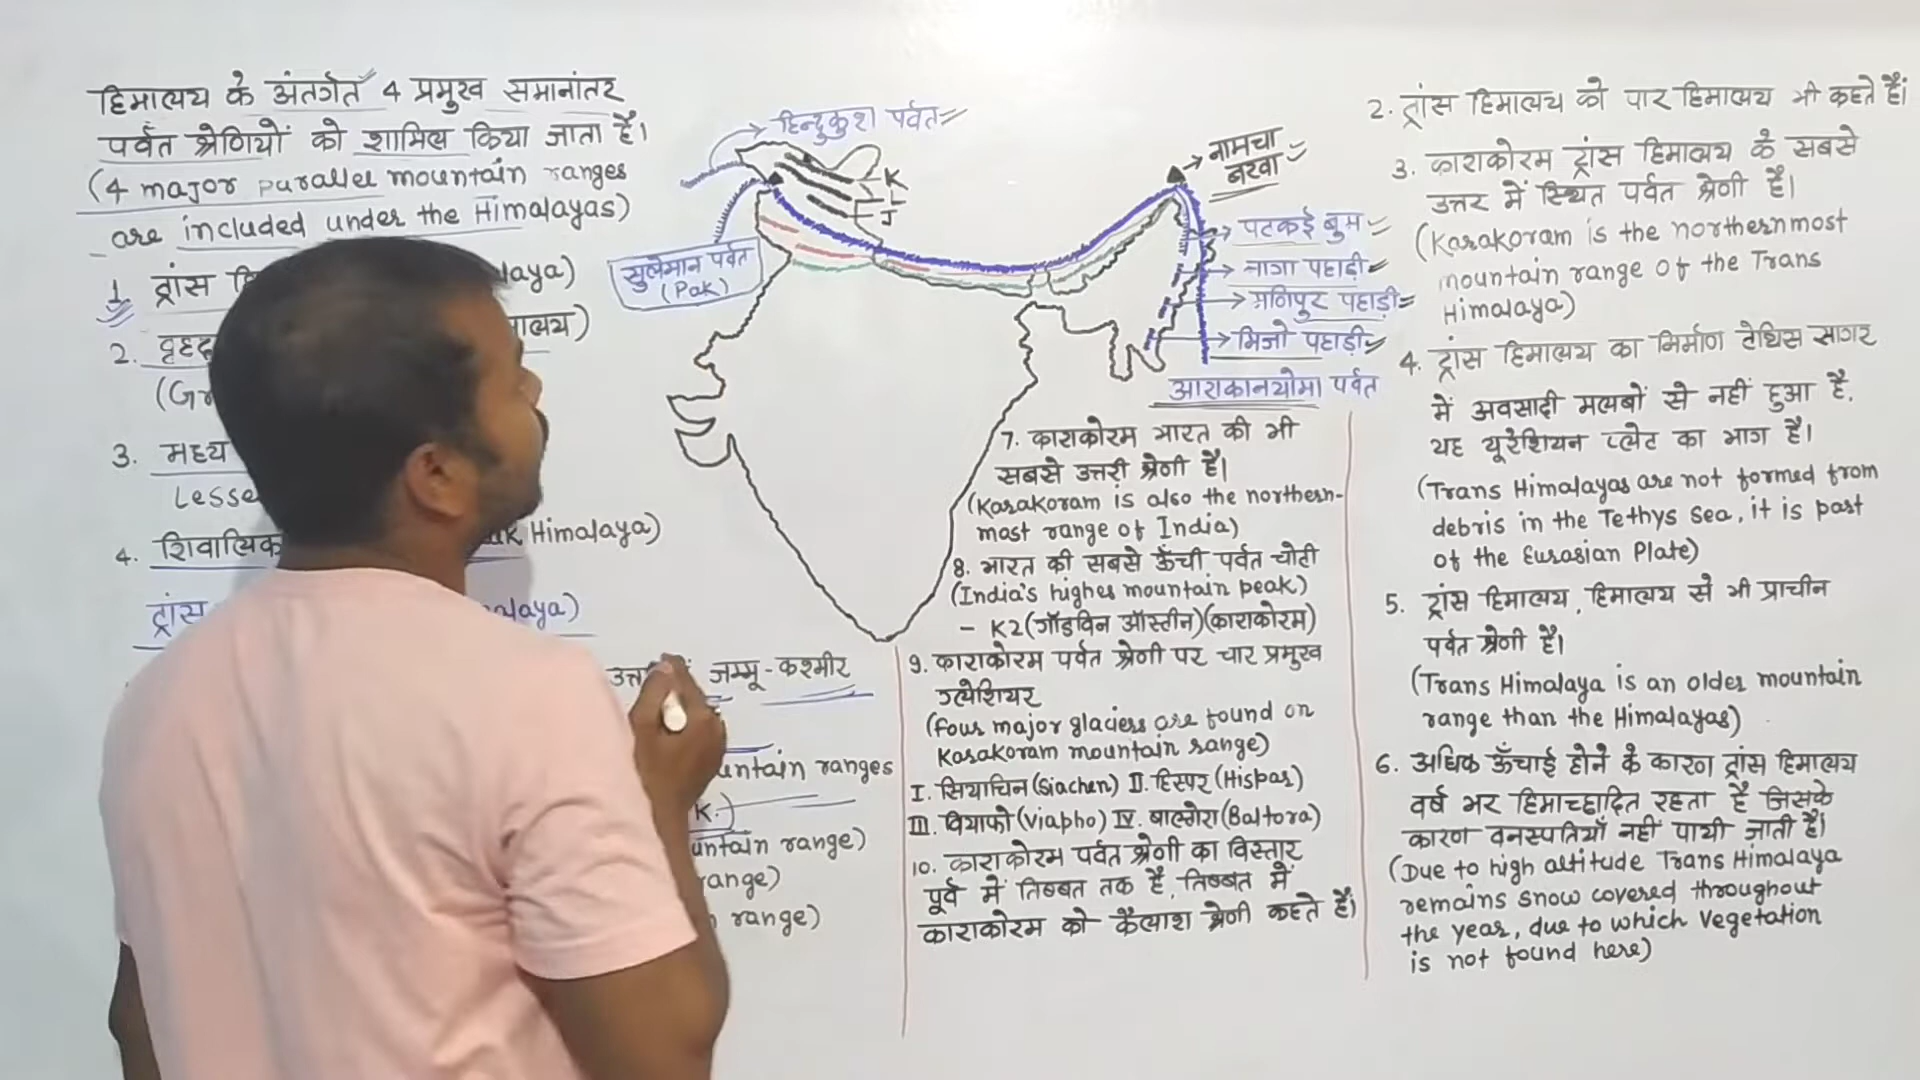 हिमालय के अंतर्गत 4 प्रमुख समानांतर
पर्वत श्रेणियों को शामिल किया जाता है।
(4 major parallel mountain ranges
are included under the Himalayas)
1. ट्रांस
2.
(G
3. मध्य
Lesse
4. शिवालिक Himalaya)
ट्रांस
जम्मू-कश्मीर
mountain ranges
K.)
mountain range)
range)
range)
हिन्दुकुश पर्वत
K
L
J
सुलेमान पर्वत
(Pak)
नामचा
बरवा
पटकई बुम
नागा पहाड़ी
मणिपुर पहाड़ी
मिजो पहाड़ी
आराकानयोमा पर्वत
7. काराकोरम भारत की भी
सबसे उत्तरी श्रेणी है।
(Karakoram is also the northern-
most range of India)
8. भारत की सबसे ऊँची पर्वत चोटी
(India's highes mountain peak)
- K2 (गॉडविन ऑस्टीन) (काराकोरम)
9. काराकोरम पर्वत श्रेणी पर चार प्रमुख
ग्लेशियर
(four major glaciers are found on
Karakoram mountain range)
I. सियाचिन (Siachen) II. हिस्पर (Hispar)
III. वियाफो (Viapho) IV. बाल्टोरा (Baltora)
10. काराकोरम पर्वत श्रेणी का विस्तार
पूर्व में तिब्बत तक है, तिब्बत में
काराकोरम को कैलाश श्रेणी कहते हैं।
2. ट्रांस हिमालय को पार हिमालय भी कहते हैं।
3. काराकोरम ट्रांस हिमालय के सबसे
उत्तर में स्थित पर्वत श्रेणी है।
(Karakoram is the northernmost
mountain range of the Trans
Himalaya)
4. ट्रांस हिमालय का निर्माण टेथिस सागर
में अवसादी मलबों से नहीं हुआ है,
यह यूरेशियन प्लेट का भाग है।
(Trans Himalayas are not formed from
debris in the Tethys sea, it is past
of the Eurasian Plate)
5. ट्रांस हिमालय, हिमालय से भी प्राचीन
पर्वत श्रेणी है।
(Trans Himalaya is an older mountain
range than the Himalayas)
6. अधिक ऊँचाई होने के कारण ट्रांस हिमालय
वर्ष भर हिमाच्छादित रहता है जिसके
कारण वनस्पतियाँ नहीं पायी जाती है।
(Due to high altitude Trans Himalaya
remains snow covered throughout
the year, due to which vegetation
is not found here)